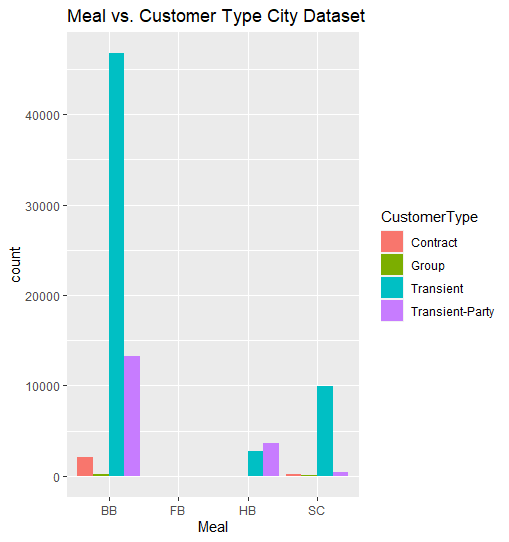 Meal vs. Customer Type City Dataset
count
40000
30000
20000
10000
0
BB FB HB SC
Meal
CustomerType
Contract
Group
Transient
Transient-Party